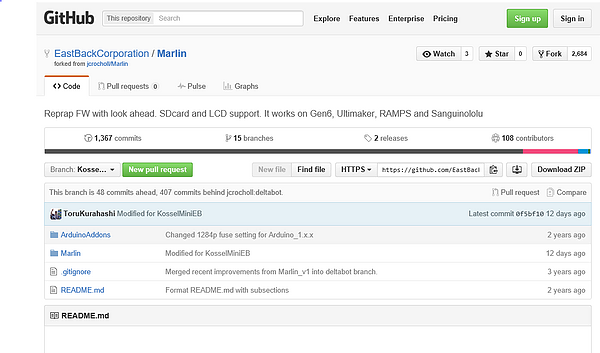 GitHub This repository Search Explore Features Enterprise Pricing Sign up Sign in
EastBackCorporation / Marlin Watch 3 Star 0 Fork 2,684
forked from jcrocholl/Marlin
Code Pull requests 0 Pulse Graphs
Reprap FW with look ahead. SDcard and LCD support. It works on Gen6, Ultimaker, RAMPS and Sanguinololu
1,367 commits 15 branches 2 releases 108 contributors
Branch: Kosse... New pull request New file Find file HTTPS https://github.com/EastBack Download ZIP
This branch is 48 commits ahead, 407 commits behind jcrocholl:deltabot. Pull request Compare
ToruKurahashi Modified for KosselMiniEB Latest commit 0f5bf10 12 days ago
ArduinoAddons Changed 1284p fuse setting for Arduino_1.x.x 2 years ago
Marlin Modified for KosselMiniEB 12 days ago
.gitignore Merged recent improvements from Marlin_v1 into deltabot branch. 3 years ago
README.md Format README.md with subsections 2 years ago
README.md